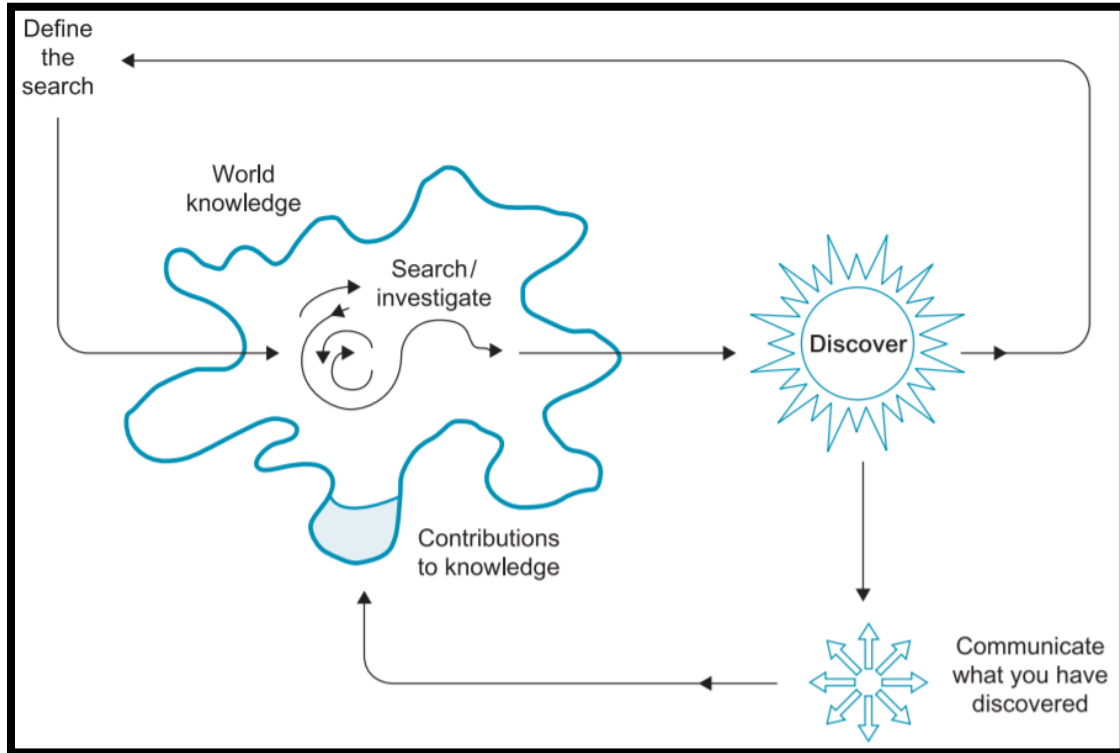 Define
the
search
World
knowledge
Search/
investigate
Discover
Contributions
to knowledge
Communicate
what you have
discovered